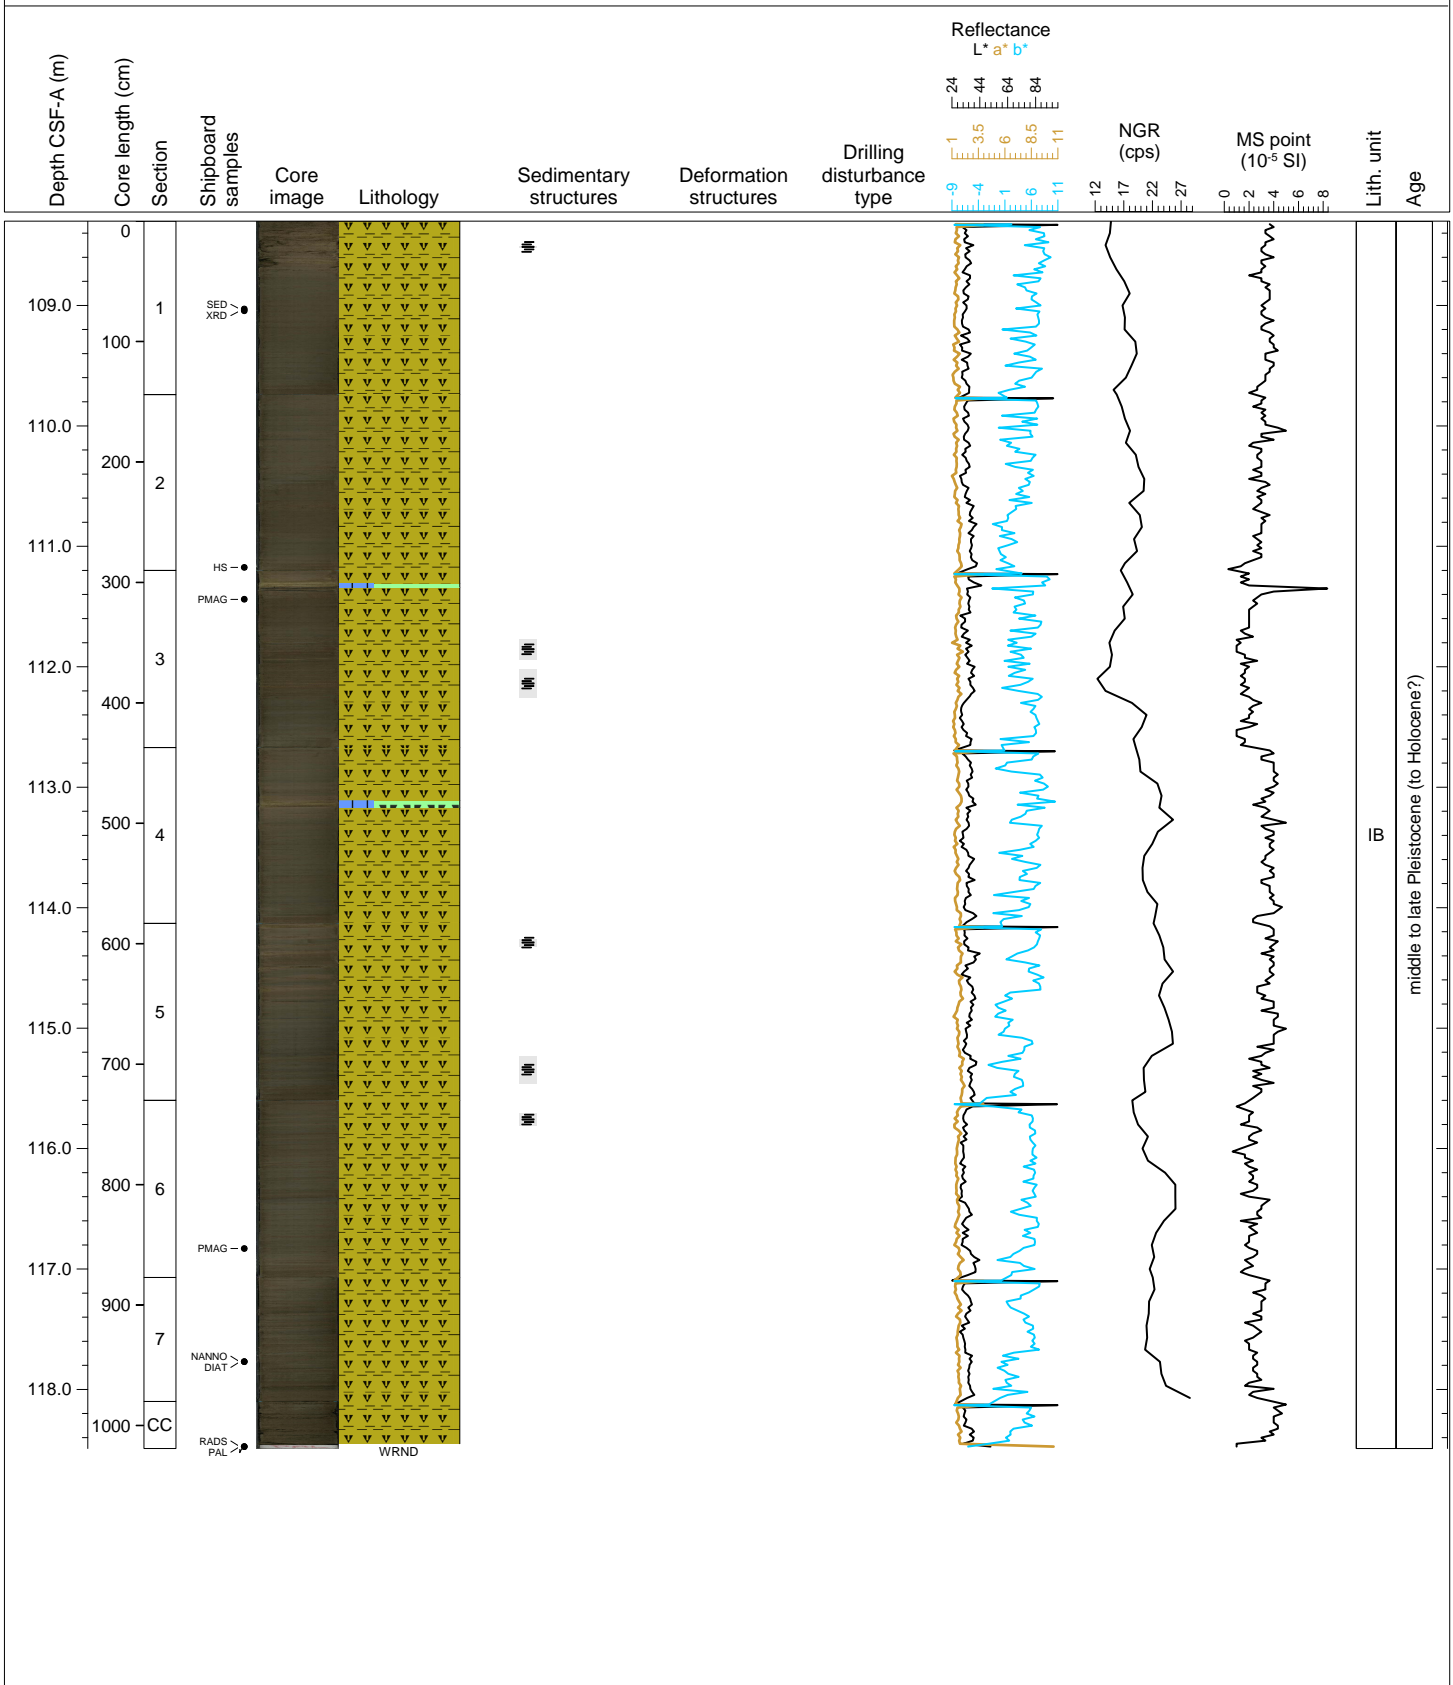 Depth CSF-A (m)
Core length (cm)
Section
Shipboard
samples
Core
image
Lithology
Sedimentary
structures
Deformation
structures
Drilling
disturbance
type
Reflectance
L* a* b*
24 44 64 84
1 3.5 6 8.5 11
-9 -4 1 6 11
NGR
(cps)
12 17 22 27
MS point
(10-5 SI)
0 2 4 6 8
Lith. unit
Age
0
1
SED
XRD
109.0
100
110.0
200
2
111.0
HS
300
PMAG
3
112.0
400
113.0
500
4
IB
middle to late Pleistocene (to Holocene?)
114.0
600
5
115.0
700
116.0
800
6
PMAG
117.0
900
7
NANNO
DIAT
118.0
1000
CC
RADS
PAL
WRND